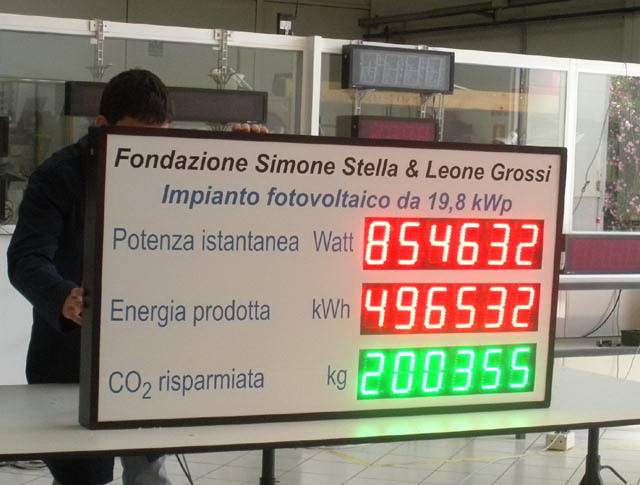 Fondazione Simone Stella & Leone Grossi
Impianto fotovoltaico da 19,8 kWp
Potenza istantanea Watt 854632
Energia prodotta kWh 496532
CO2 risparmiata kg 200355